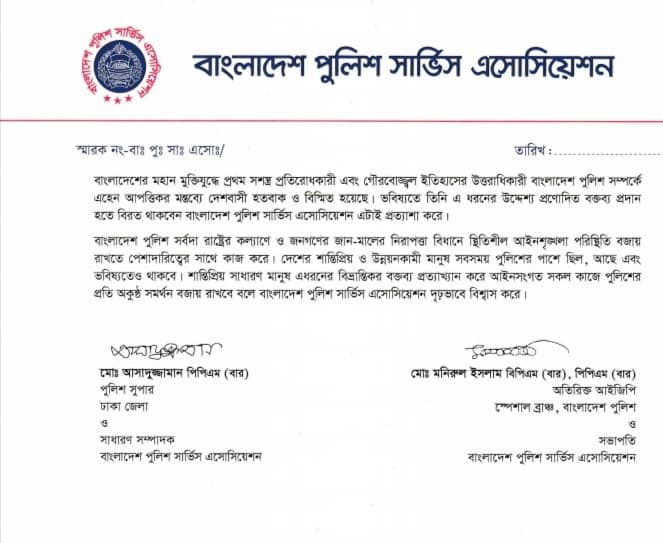 বাংলাদেশ পুলিশ সার্ভিস এসোসিয়েশন
বাংলাদেশ পুলিশ সার্ভিস এসোসিয়েশন
স্মারক নং-বাঃ পুঃ সাঃ এসোঃ/
তারিখ :
বাংলাদেশের মহান মুক্তিযুদ্ধে প্রথম সশস্ত্র প্রতিরোধকারী এবং গৌরবোজ্জ্বল ইতিহাসের উত্তরাধিকারী বাংলাদেশ পুলিশ সম্পর্কে
এহেন আপত্তিকর মন্তব্যে দেশবাসী হতবাক ও বিস্মিত হয়েছে। ভবিষ্যতে তিনি এ ধরনের উদ্দেশ্য প্রণোদিত বক্তব্য প্রদান
হতে বিরত থাকবেন বাংলাদেশ পুলিশ সার্ভিস এসোসিয়েশন এটাই প্রত্যাশা করে।
বাংলাদেশ পুলিশ সর্বদা রাষ্ট্রের কল্যাণে ও জনগণের জান-মালের নিরাপত্তা বিধানে স্থিতিশীল আইনশৃঙ্খলা পরিস্থিতি বজায়
রাখতে পেশাদারিত্বের সাথে কাজ করে। দেশের শান্তিপ্রিয় ও উন্নয়নকামী মানুষ সবসময় পুলিশের পাশে ছিল, আছে এবং
ভবিষ্যতেও থাকবে। শান্তিপ্রিয় সাধারণ মানুষ এধরনের বিভ্রান্তিকর বক্তব্য প্রত্যাখ্যান করে আইনসংগত সকল কাজে পুলিশের
প্রতি অকুণ্ঠ সমর্থন বজায় রাখবে বলে বাংলাদেশ পুলিশ সার্ভিস এসোসিয়েশন দৃঢ়ভাবে বিশ্বাস করে।
মোঃ আসাদুজ্জামান পিপিএম (বার)
পুলিশ সুপার
ঢাকা জেলা
ও
সাধারণ সম্পাদক
বাংলাদেশ পুলিশ সার্ভিস এসোসিয়েশন
মোঃ মনিরুল ইসলাম বিপিএম (বার), পিপিএম (বার)
অতিরিক্ত আইজিপি
স্পেশাল ব্রাঞ্চ, বাংলাদেশ পুলিশ
ও
সভাপতি
বাংলাদেশ পুলিশ সার্ভিস এসোসিয়েশন